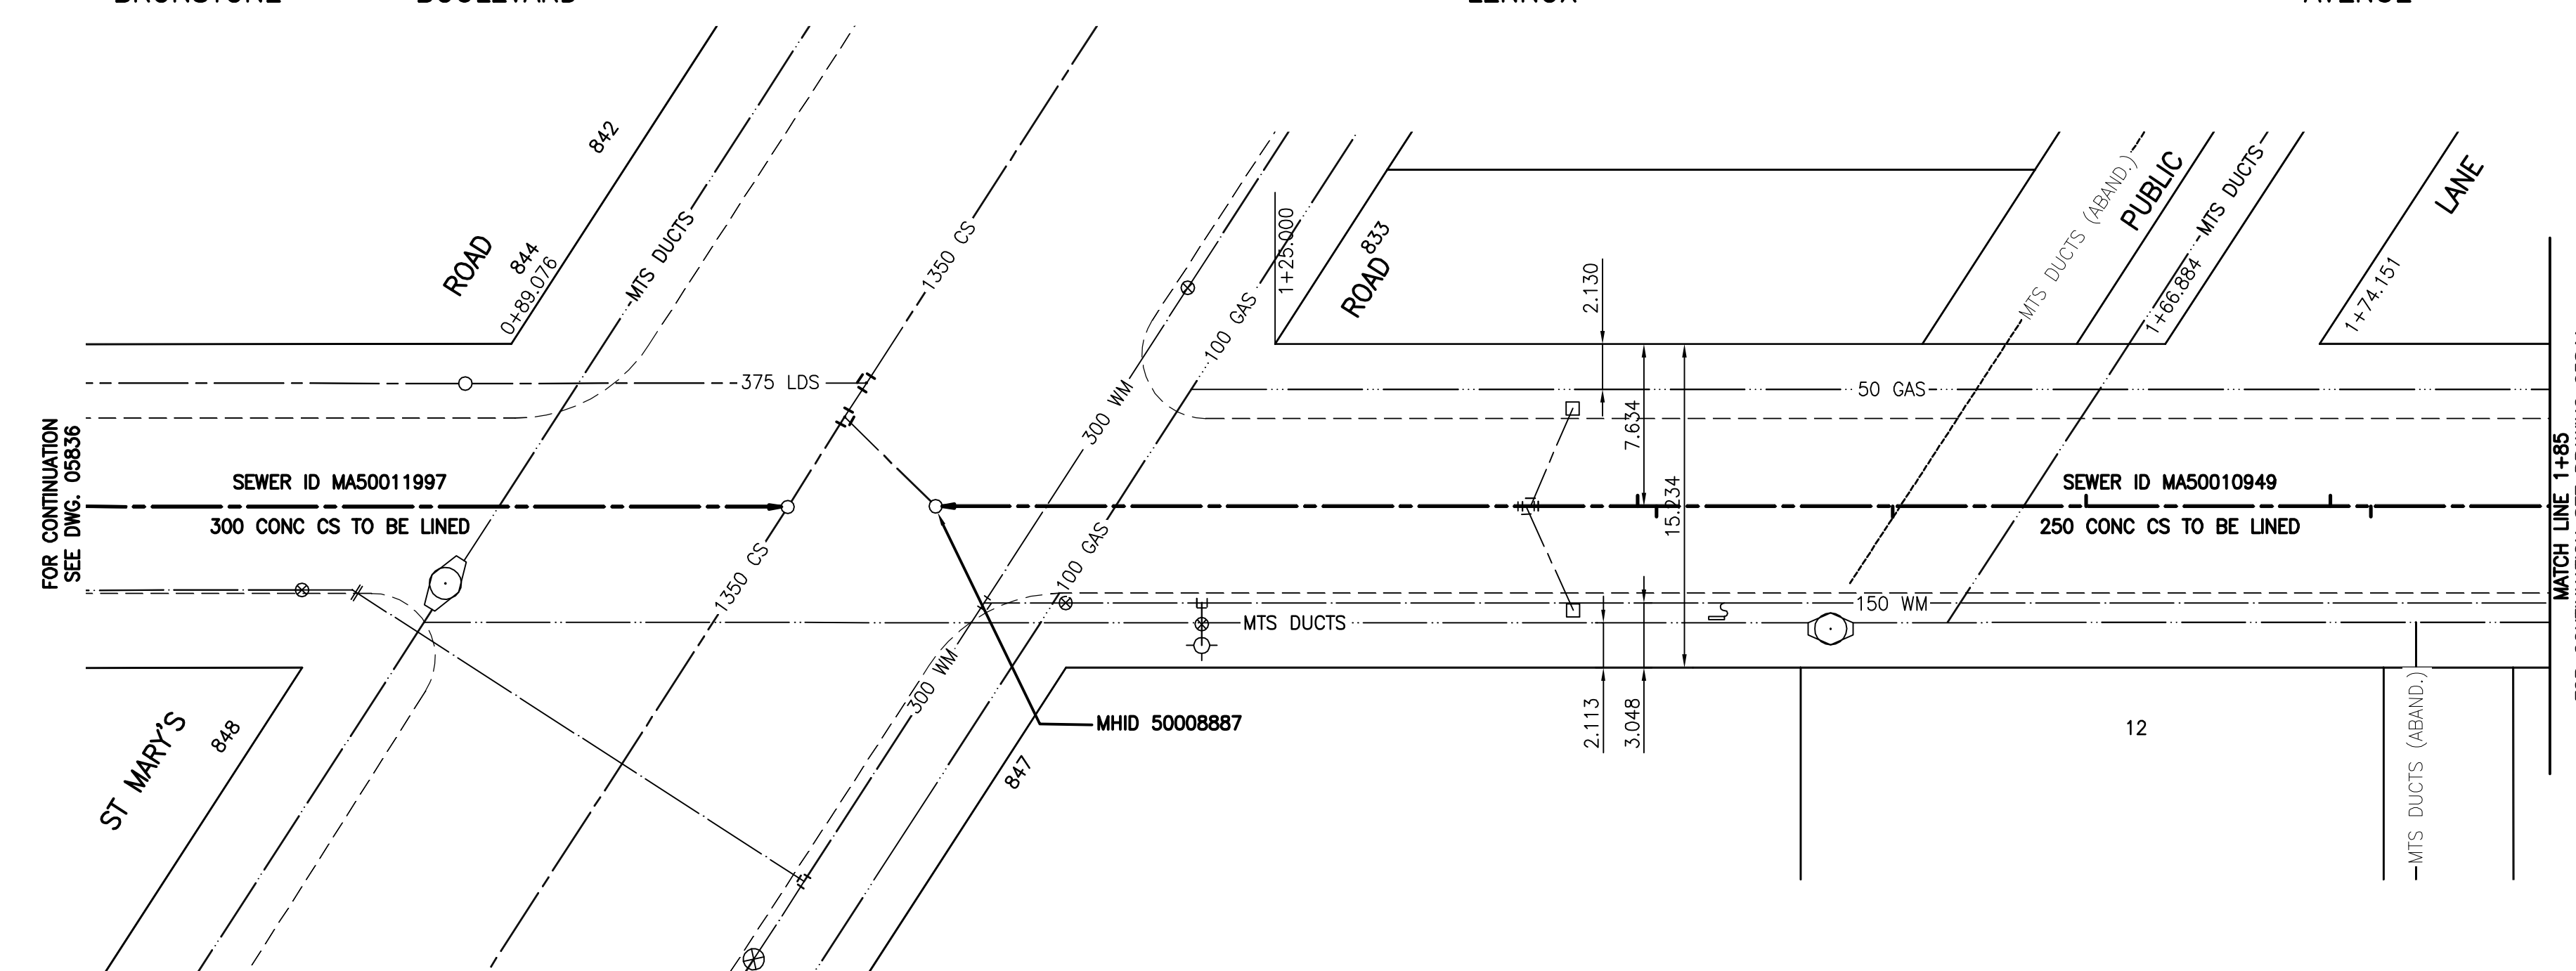 842
ROAD
844
0+89.076
MTS DUCTS
1350 CS
1+25.000
ROAD
833
100 GAS
300 WM
2.130
7.634
15.234
MTS DUCTS (ABAND.)
PUBLIC
MTS DUCTS
1+66.884
LANE
1+74.151
375 LDS
50 GAS
FOR CONTINUATION
SEE DWG. 05836
SEWER ID MA50011997
300 CONC CS TO BE LINED
SEWER ID MA50010949
250 CONC CS TO BE LINED
MATCH LINE 1+85
1350 CS
100 GAS
150 WM
MTS DUCTS
300 WM
MHID 50008887
2.113
3.048
ST MARY'S
848
847
12
MTS DUCTS (ABAND.)